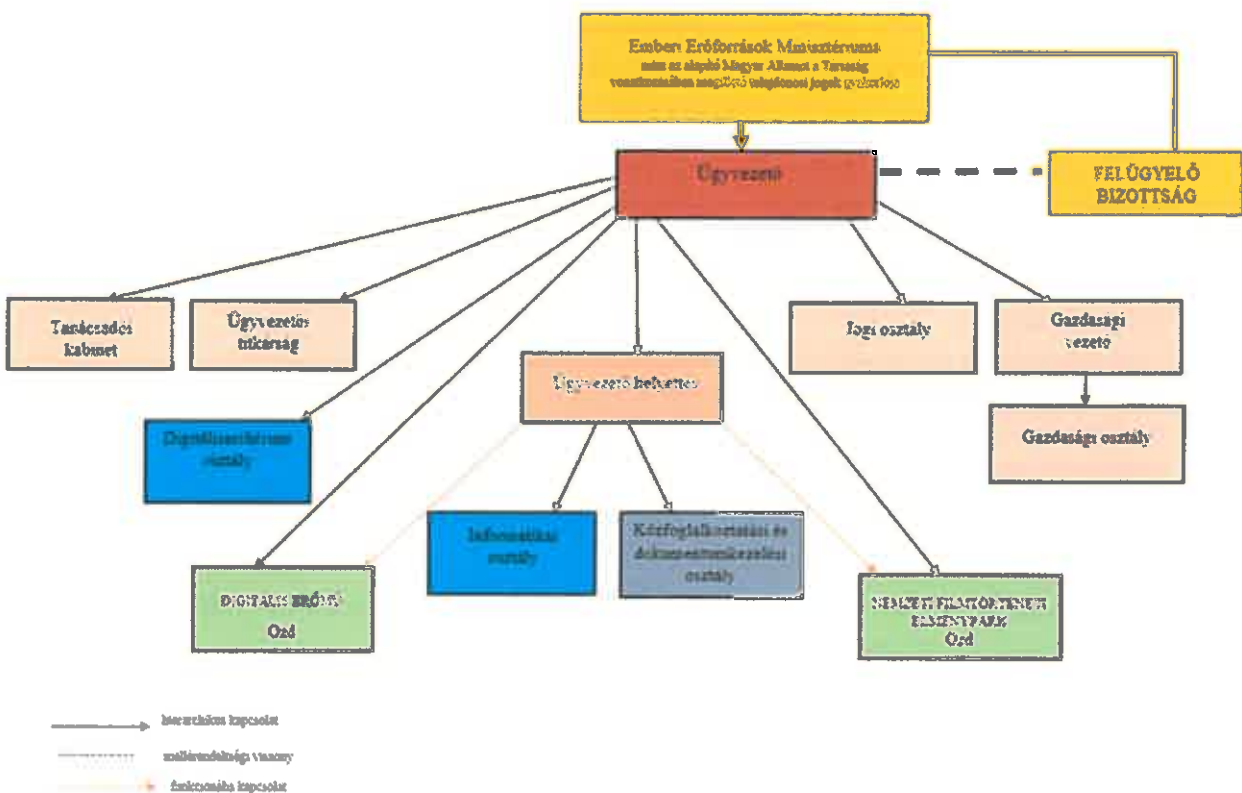 Emberi Erőforrások Minisztériuma
mint az alapító Magyar Államot a Társaság
vonatkozásában megillető tulajdonosi jogok gyakorlója
Ügyvezető
FELÜGYELŐ
BIZOTTSÁG
Tanácsadói
kabinet
Ügyvezetői
titkárság
Jogi osztály
Gazdasági
vezető
Ügyvezető helyettes
Gazdasági osztály
osztály
Informatikai
osztály
Közfoglalkoztatási és
dokumentumkezelési
osztály
DIGITÁLIS ERŐMŰ
Ózd
NEMZETI FILMTÖRTÉNETI
ÉLMÉNYPARK
Ózd
hierarchikus kapcsolat
mellérendeltségi viszony
funkcionális kapcsolat